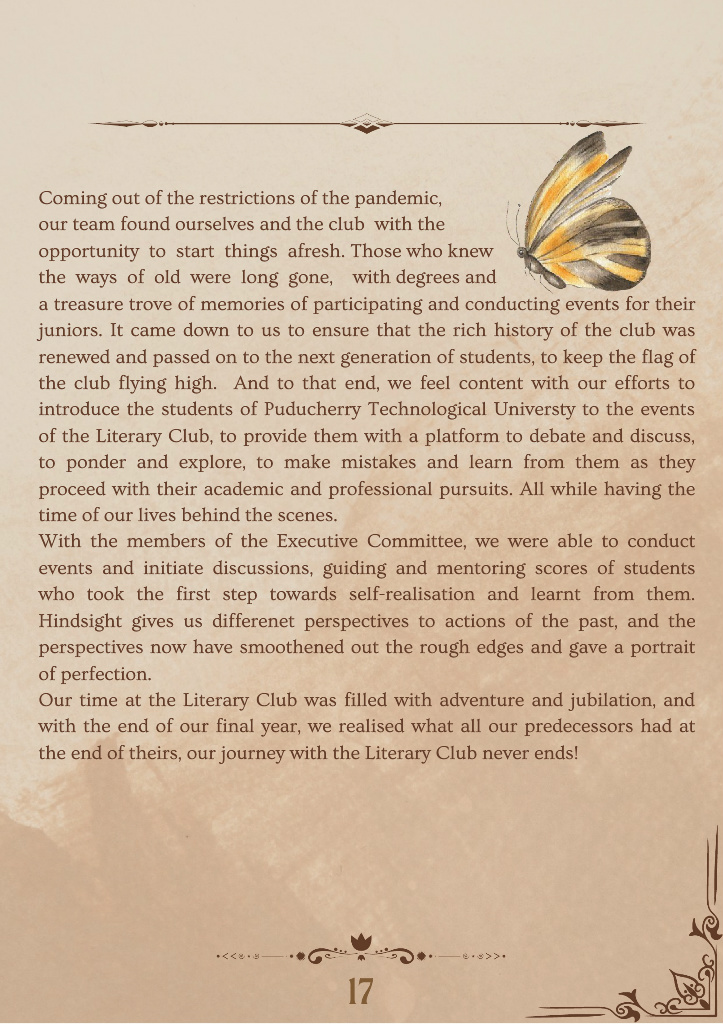 Coming out of the restrictions of the pandemic,
our team found ourselves and the club with the
opportunity to start things afresh. Those who knew
the ways of old were long gone, with degrees and
a treasure trove of memories of participating and conducting events for their
juniors. It came down to us to ensure that the rich history of the club was
renewed and passed on to the next generation of students, to keep the flag of
the club flying high. And to that end, we feel content with our efforts to
introduce the students of Puducherry Technological Universty to the events
of the Literary Club, to provide them with a platform to debate and discuss,
to ponder and explore, to make mistakes and learn from them as they
proceed with their academic and professional pursuits. All while having the
time of our lives behind the scenes.
With the members of the Executive Committee, we were able to conduct
events and initiate discussions, guiding and mentoring scores of students
who took the first step towards self-realisation and learnt from them.
Hindsight gives us differenet perspectives to actions of the past, and the
perspectives now have smoothened out the rough edges and gave a portrait
of perfection.
Our time at the Literary Club was filled with adventure and jubilation, and
with the end of our final year, we realised what all our predecessors had at
the end of theirs, our journey with the Literary Club never ends!
17